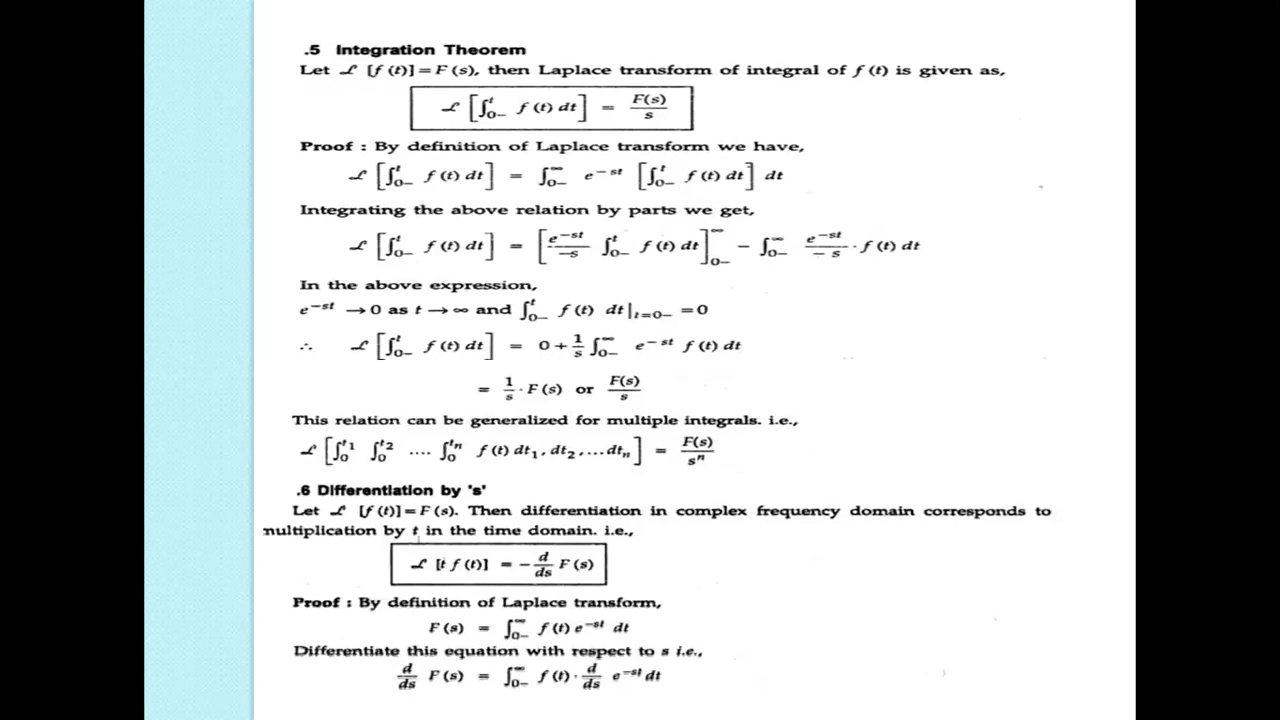 .5 Integration Theorem
Let ℒ [f (t)] = F (s), then Laplace transform of integral of f (t) is given as,
ℒ [∫₀₋ᵗ f (t) dt] = F(s)/s
Proof : By definition of Laplace transform we have,
ℒ [∫₀₋ᵗ f (t) dt] = ∫₀₋^∞ e^−st [∫₀₋ᵗ f (t) dt] dt
Integrating the above relation by parts we get,
ℒ [∫₀₋ᵗ f (t) dt] = [e^−st/−s ∫₀₋ᵗ f (t) dt]₀₋^∞ − ∫₀₋^∞ e^−st/−s · f (t) dt
In the above expression,
e^−st → 0 as t → ∞ and ∫₀₋ᵗ f (t) dt|ₜ₌₀₋ = 0
∴ ℒ [∫₀₋ᵗ f (t) dt] = 0 + 1/s ∫₀₋^∞ e^−st f (t) dt
= 1/s · F (s) or F(s)/s
This relation can be generalized for multiple integrals. i.e.,
ℒ [∫₀^t1 ∫₀^t2 .... ∫₀^tn f (t) dt₁, dt₂, ... dtₙ] = F(s)/sⁿ
.6 Differentiation by 's'
Let ℒ [f (t)] = F (s). Then differentiation in complex frequency domain corresponds to
multiplication by t in the time domain. i.e.,
ℒ [t f (t)] = − d/ds F (s)
Proof : By definition of Laplace transform,
F (s) = ∫₀₋^∞ f (t) e^−st dt
Differentiate this equation with respect to s i.e.,
d/ds F (s) = ∫₀₋^∞ f (t) · d/ds e^−st dt